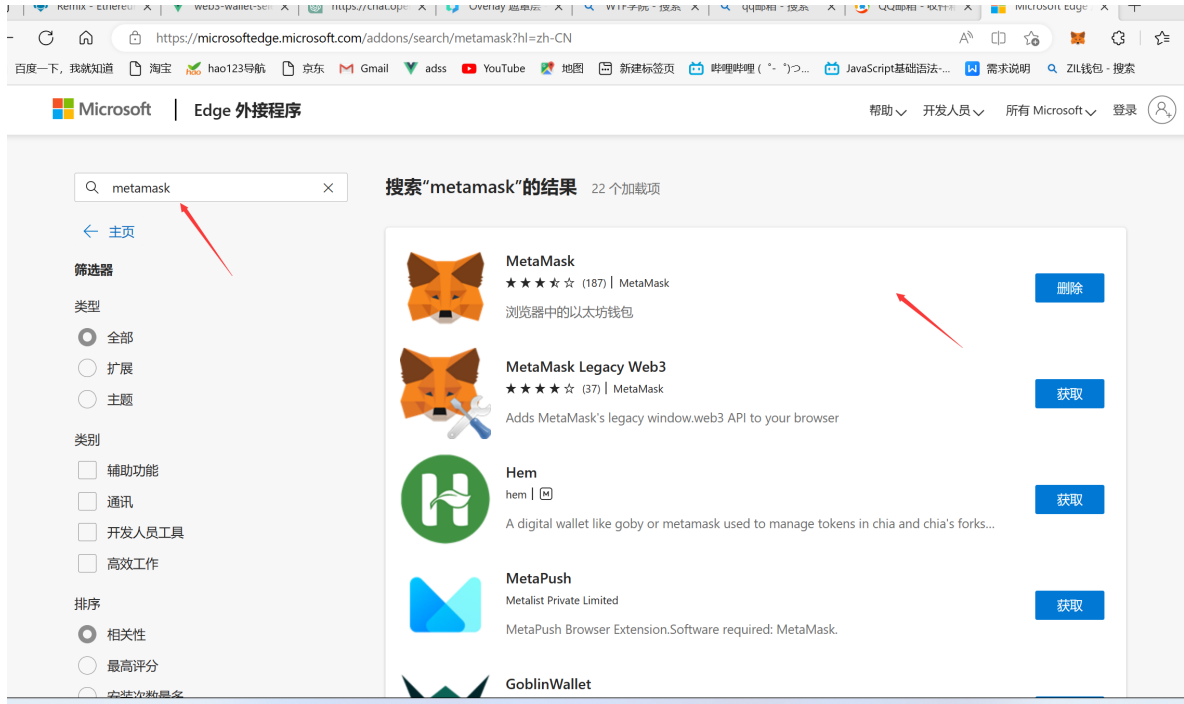 Remix - Ethereu
web3-wallet-sele
https://chat.ope
Overlay 遮罩层
WTF学院 - 搜索
qq邮箱 - 搜索
QQ邮箱 - 收件箱
Microsoft Edge
https://microsoftedge.microsoft.com/addons/search/metamask?hl=zh-CN
百度一下，我就知道 淘宝 hao123导航 京东 Gmail adss YouTube 地图 新建标签页 哔哩哔哩 ( ゜- ゜)つ... JavaScript基础语法-... 需求说明 ZIL钱包 - 搜索
Microsoft Edge 外接程序 帮助 开发人员 所有 Microsoft 登录
metamask
主页
筛选器
类型
全部
扩展
主题
类别
辅助功能
通讯
开发人员工具
高效工作
排序
相关性
最高评分
安装次数最多
搜索“metamask”的结果 22 个加载项
MetaMask
(187) MetaMask
浏览器中的以太坊钱包
删除
MetaMask Legacy Web3
(37) MetaMask
Adds MetaMask's legacy window.web3 API to your browser
获取
Hem
hem M
A digital wallet like goby or metamask used to manage tokens in chia and chia's forks...
获取
MetaPush
Metalist Private Limited
MetaPush Browser Extension.Software required: MetaMask.
获取
GoblinWallet